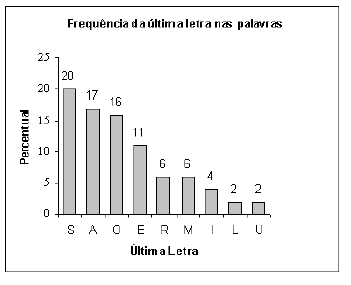 Frequência da última letra nas palavras
25
20
15
10
5
0
Percentual
20 17 16 11 6 6 4 2 2
S A O E R M I L U
Última Letra